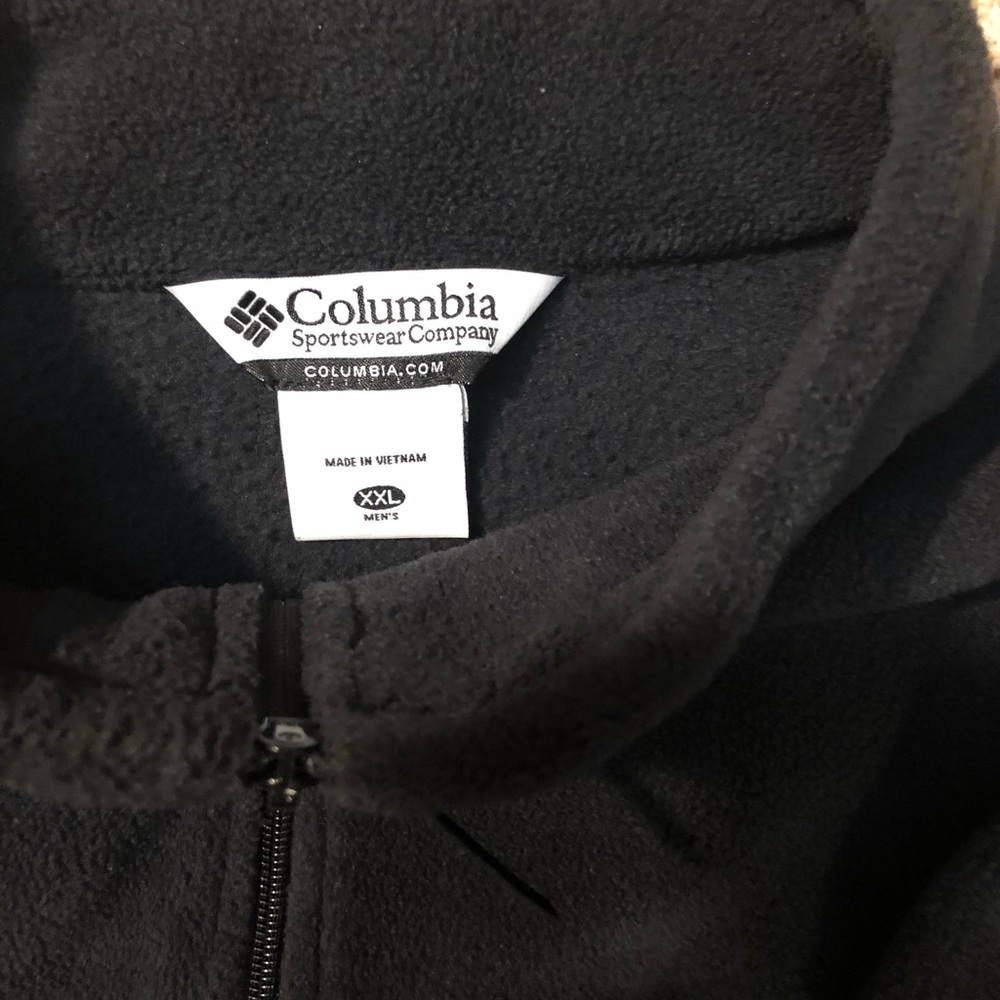 Columbia
Sportswear Company
COLUMBIA.COM
MADE IN VIETNAM
XXL
MEN'S